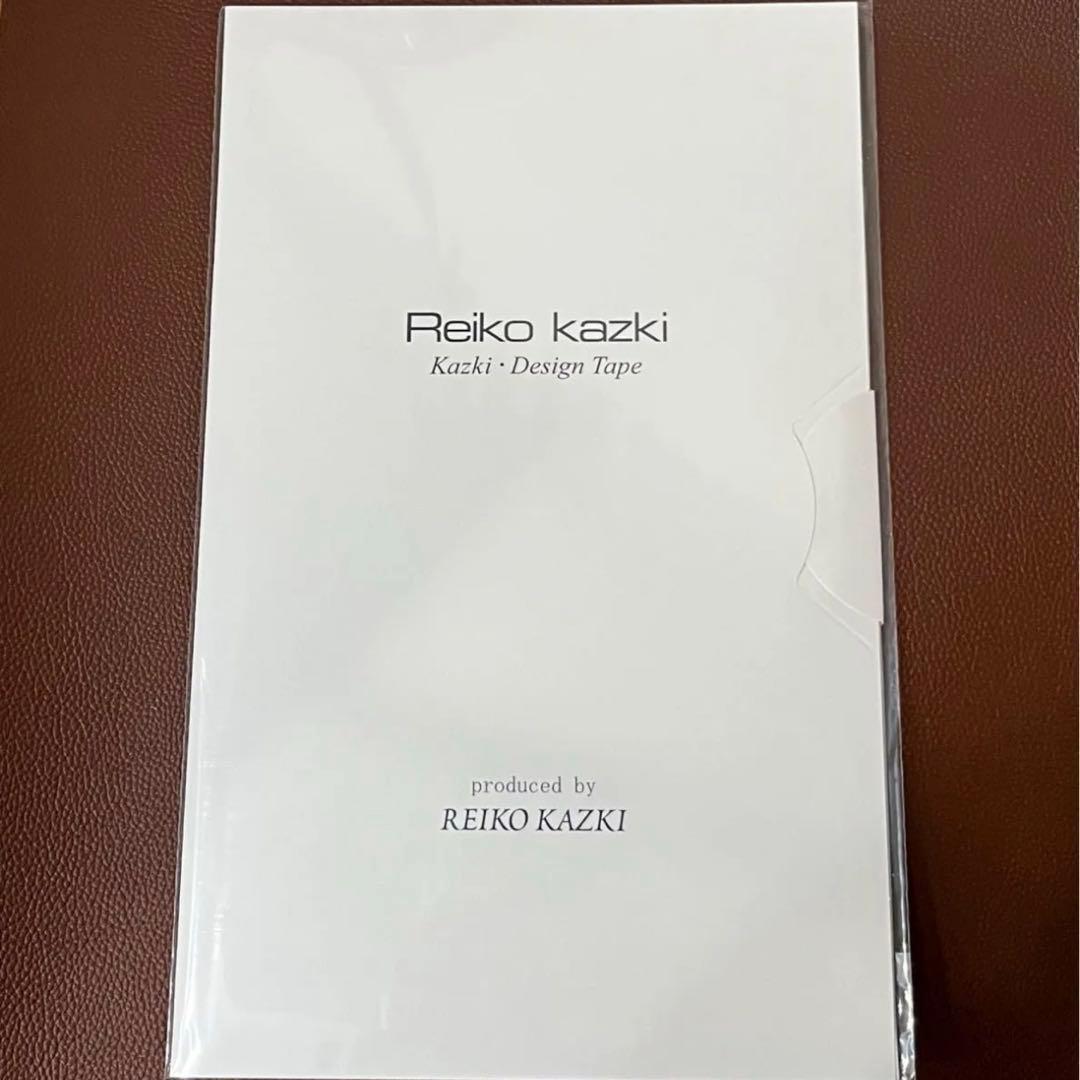 Reiko kazki
Kazki・Design Tape
produced by
REIKO KAZKI